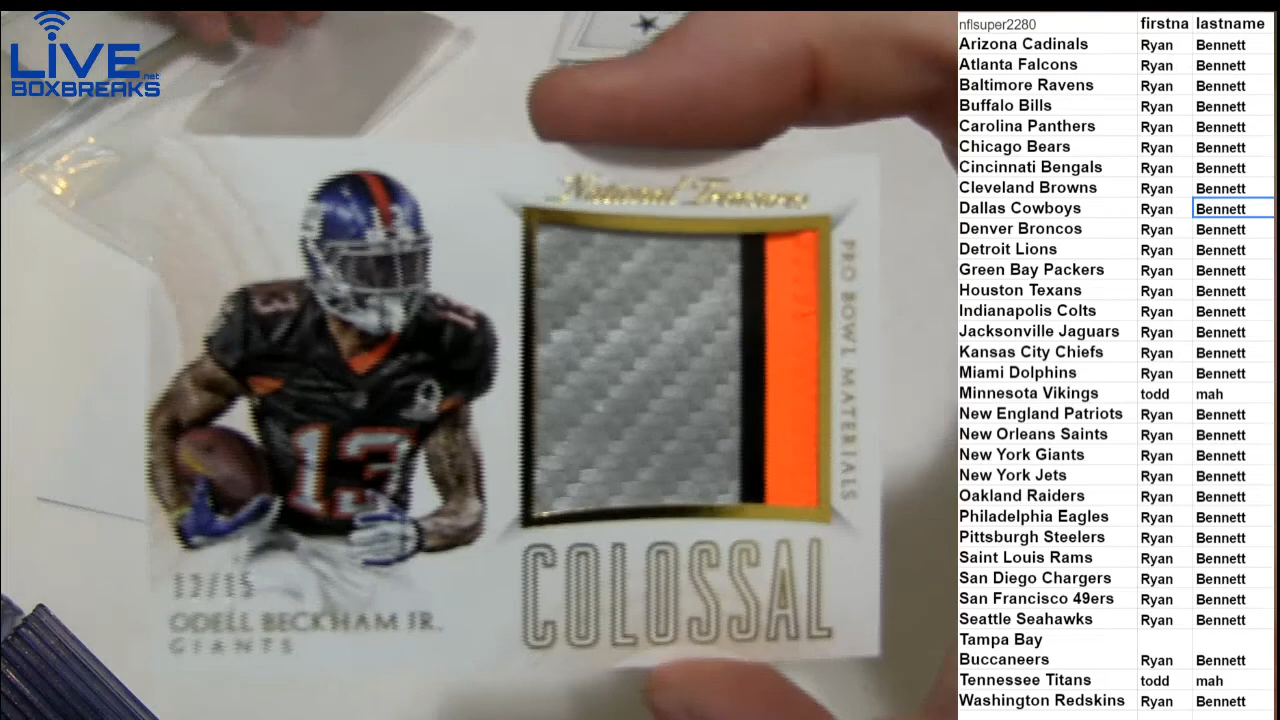 LIVE
.net
BOXBREAKS
National Treasures
PRO BOWL MATERIALS
13
13
13
12/15
ODELL BECKHAM JR.
GIANTS
COLOSSAL
nflsuper2280 firstna lastname
Arizona Cadinals Ryan Bennett
Atlanta Falcons Ryan Bennett
Baltimore Ravens Ryan Bennett
Buffalo Bills Ryan Bennett
Carolina Panthers Ryan Bennett
Chicago Bears Ryan Bennett
Cincinnati Bengals Ryan Bennett
Cleveland Browns Ryan Bennett
Dallas Cowboys Ryan Bennett
Denver Broncos Ryan Bennett
Detroit Lions Ryan Bennett
Green Bay Packers Ryan Bennett
Houston Texans Ryan Bennett
Indianapolis Colts Ryan Bennett
Jacksonville Jaguars Ryan Bennett
Kansas City Chiefs Ryan Bennett
Miami Dolphins Ryan Bennett
Minnesota Vikings todd mah
New England Patriots Ryan Bennett
New Orleans Saints Ryan Bennett
New York Giants Ryan Bennett
New York Jets Ryan Bennett
Oakland Raiders Ryan Bennett
Philadelphia Eagles Ryan Bennett
Pittsburgh Steelers Ryan Bennett
Saint Louis Rams Ryan Bennett
San Diego Chargers Ryan Bennett
San Francisco 49ers Ryan Bennett
Seattle Seahawks Ryan Bennett
Tampa Bay
Buccaneers Ryan Bennett
Tennessee Titans todd mah
Washington Redskins Ryan Bennett